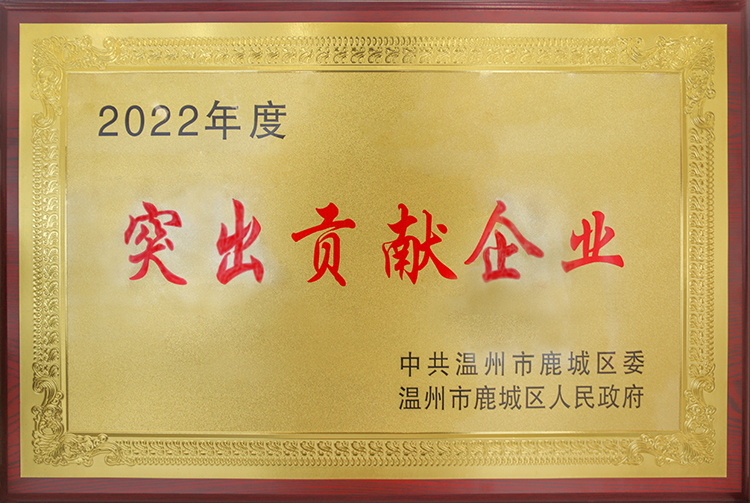 2022年度
突出贡献企业
中共温州市鹿城区委
温州市鹿城区人民政府